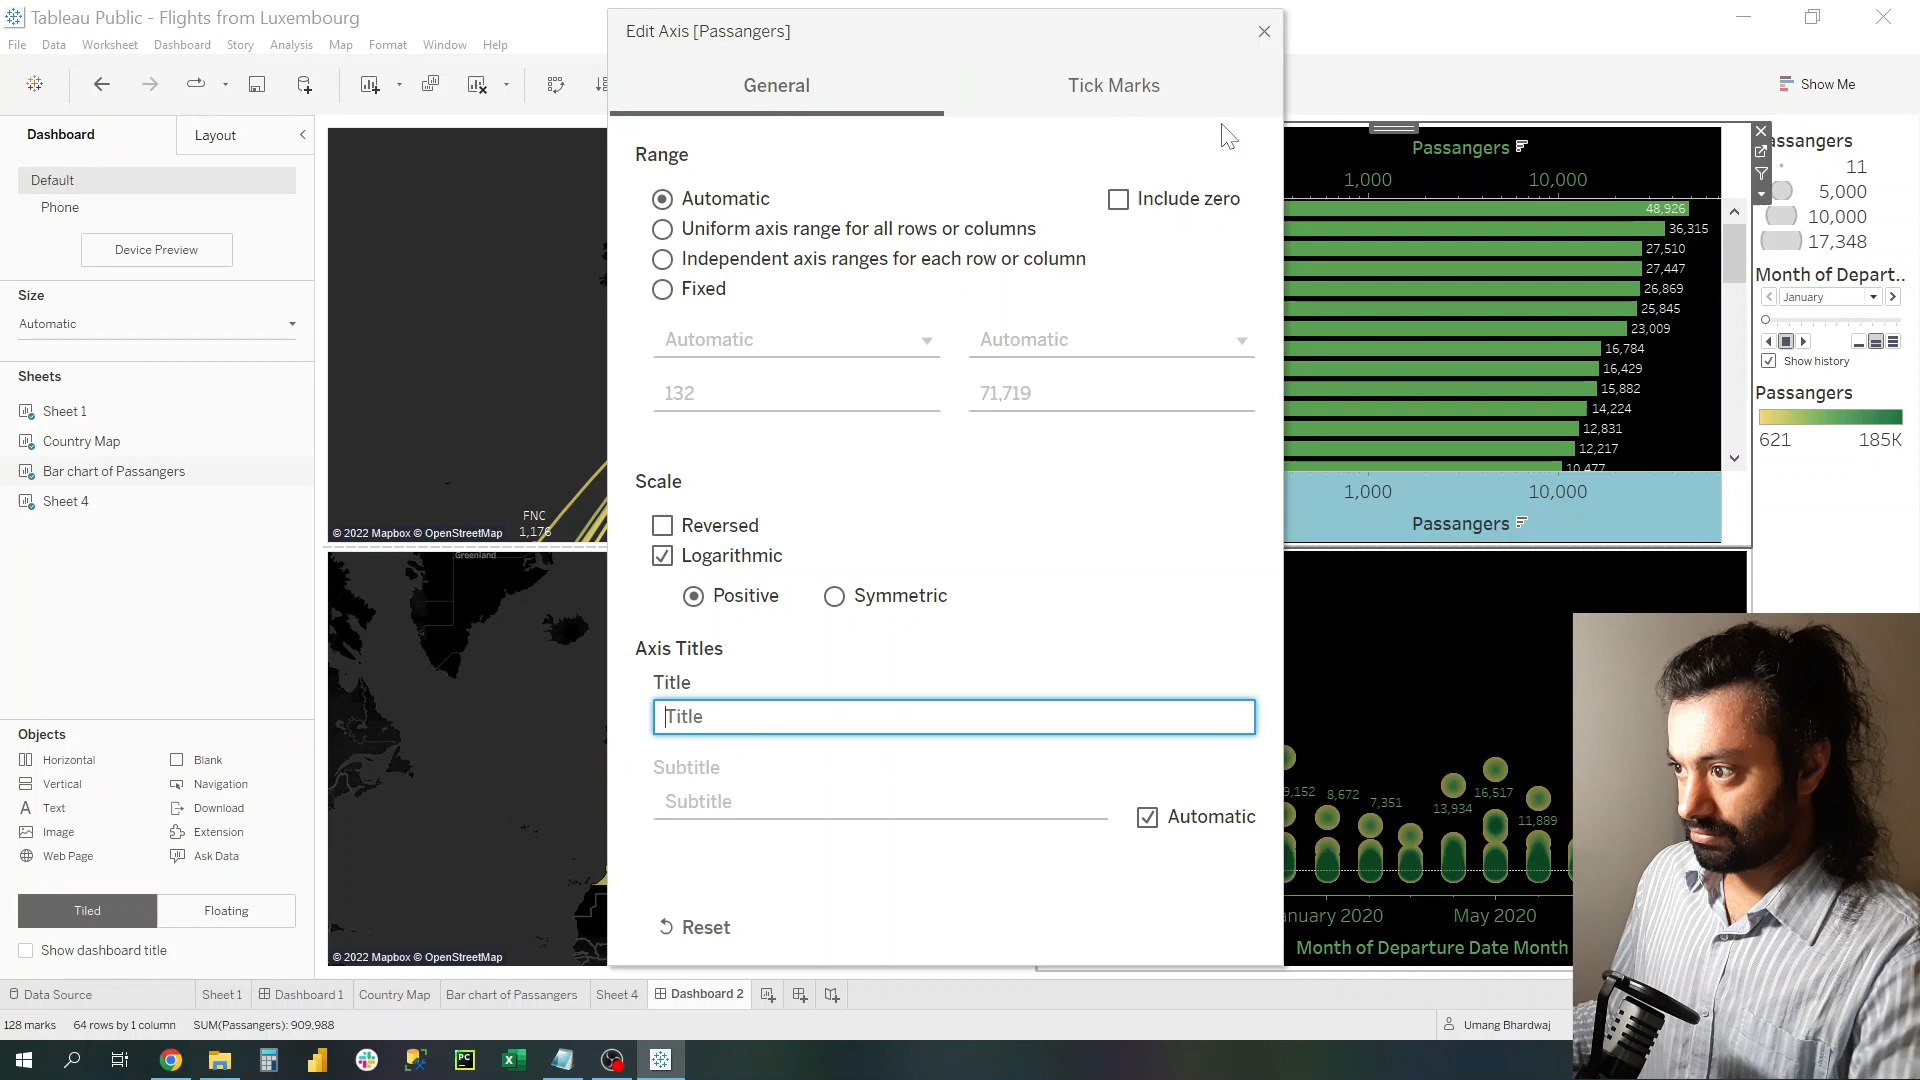 Tableau Public - Flights from Luxembourg
File Data Worksheet Dashboard Story Analysis Map Format Window Help
Show Me
Dashboard
Layout
Default
Phone
Device Preview
Size
Automatic
Sheets
Sheet 1
Country Map
Bar chart of Passangers
Sheet 4
Objects
Horizontal
Blank
Vertical
Navigation
Text
Download
Image
Extension
Web Page
Ask Data
Tiled
Floating
Show dashboard title
FNC
1,176
© 2022 Mapbox © OpenStreetMap
Greenland
© 2022 Mapbox © OpenStreetMap
Edit Axis [Passangers]
General
Tick Marks
Range
Automatic
Include zero
Uniform axis range for all rows or columns
Independent axis ranges for each row or column
Fixed
Automatic
Automatic
132
71,719
Scale
Reversed
Logarithmic
Positive
Symmetric
Axis Titles
Title
Title
Subtitle
Subtitle
Automatic
Reset
Passangers
1,000 10,000
48,926
36,315
27,510
27,447
26,869
25,845
23,009
16,784
16,429
15,882
14,224
12,831
12,217
10,477
1,000 10,000
Passangers
assangers
11
5,000
10,000
17,348
Month of Depart..
January
Show history
Passangers
621 185K
9,152 8,672 7,351 13,934 16,517 11,889
anuary 2020 May 2020
Month of Departure Date Month
Data Source
Sheet 1
Dashboard 1
Country Map
Bar chart of Passangers
Sheet 4
Dashboard 2
128 marks 64 rows by 1 column SUM(Passangers): 909,988
Umang Bhardwaj
PC